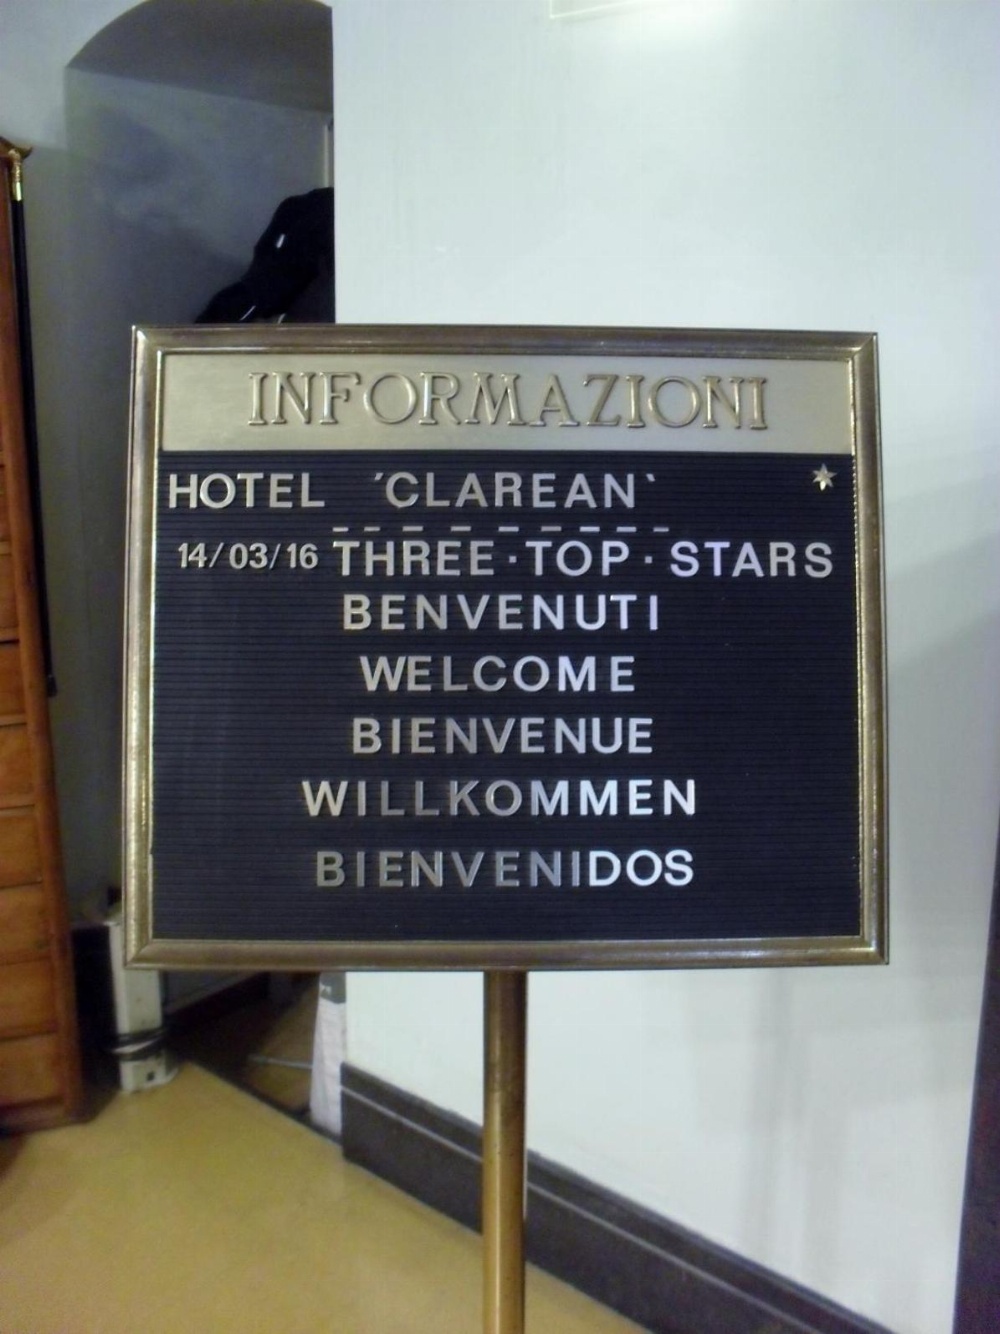 INFORMAZIONI
HOTEL 'CLAREAN`
14/03/16 THREE·TOP·STARS
BENVENUTI
WELCOME
BIENVENUE
WILLKOMMEN
BIENVENIDOS